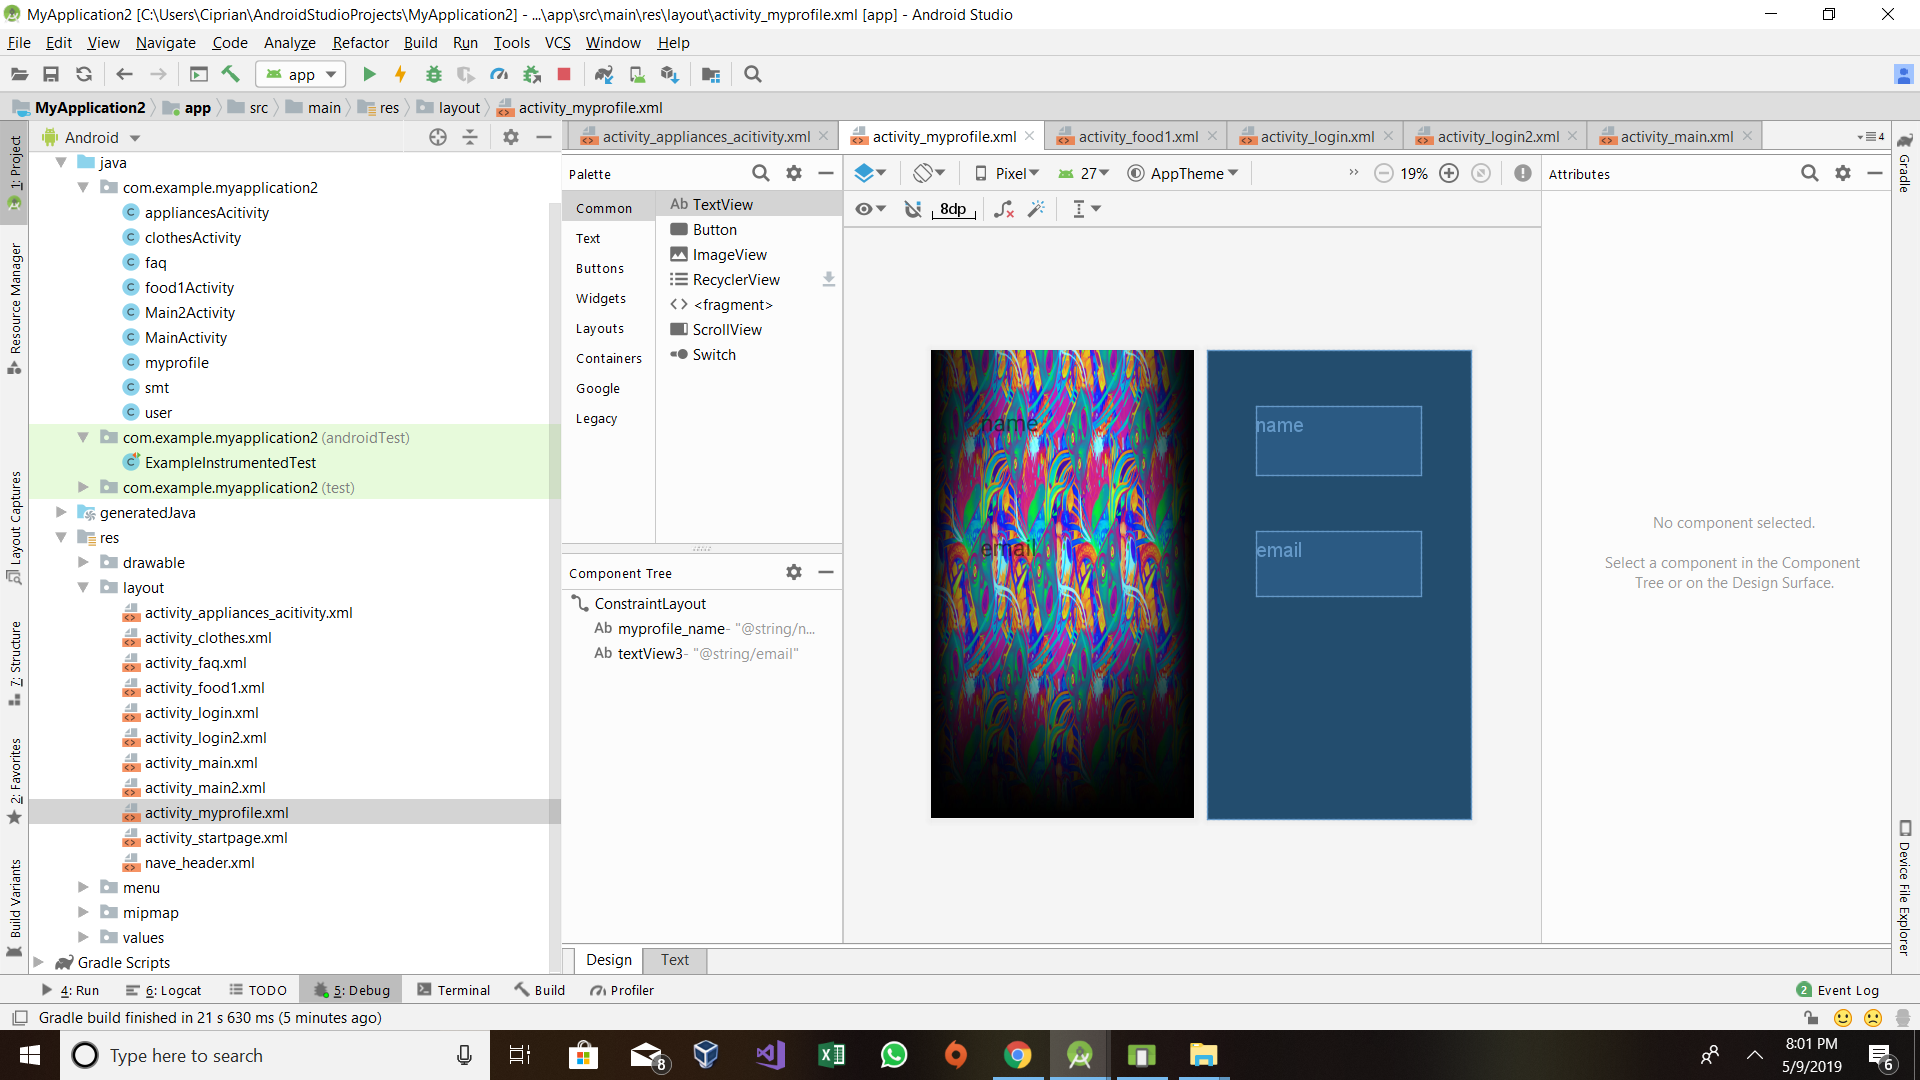 MyApplication2 [C:\Users\Ciprian\AndroidStudioProjects\MyApplication2] - ...\app\src\main\res\layout\activity_myprofile.xml [app] - Android Studio
File Edit View Navigate Code Analyze Refactor Build Run Tools VCS Window Help
app
MyApplication2 app src main res layout activity_myprofile.xml
1: Project
Resource Manager
Layout Captures
7: Structure
2: Favorites
Build Variants
Android
java
com.example.myapplication2
appliancesAcitivity
clothesActivity
faq
food1Activity
Main2Activity
MainActivity
myprofile
smt
user
com.example.myapplication2 (androidTest)
ExampleInstrumentedTest
com.example.myapplication2 (test)
generatedJava
res
drawable
layout
activity_appliances_acitivity.xml
activity_clothes.xml
activity_faq.xml
activity_food1.xml
activity_login.xml
activity_login2.xml
activity_main.xml
activity_main2.xml
activity_myprofile.xml
activity_startpage.xml
nave_header.xml
menu
mipmap
values
Gradle Scripts
activity_appliances_acitivity.xml activity_myprofile.xml activity_food1.xml activity_login.xml activity_login2.xml activity_main.xml 4
Palette
Common
Text
Buttons
Widgets
Layouts
Containers
Google
Legacy
Ab TextView
Button
ImageView
RecyclerView
<fragment>
ScrollView
Switch
Component Tree
ConstraintLayout
Ab myprofile_name- "@string/n...
Ab textView3- "@string/email"
Pixel 27 AppTheme 19%
8dp
name
email
name
email
Attributes
No component selected.
Select a component in the Component
Tree or on the Design Surface.
Gradle
Device File Explorer
Design Text
4: Run 6: Logcat TODO 5: Debug Terminal Build Profiler 2 Event Log
Gradle build finished in 21 s 630 ms (5 minutes ago)
Type here to search
8
8:01 PM
5/9/2019
6